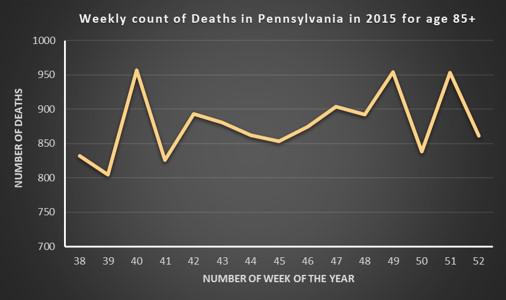 Weekly count of Deaths in Pennsylvania in 2015 for age 85+
1000
950
900
850
800
750
700
NUMBER OF DEATHS
38 39 40 41 42 43 44 45 46 47 48 49 50 51 52
NUMBER OF WEEK OF THE YEAR